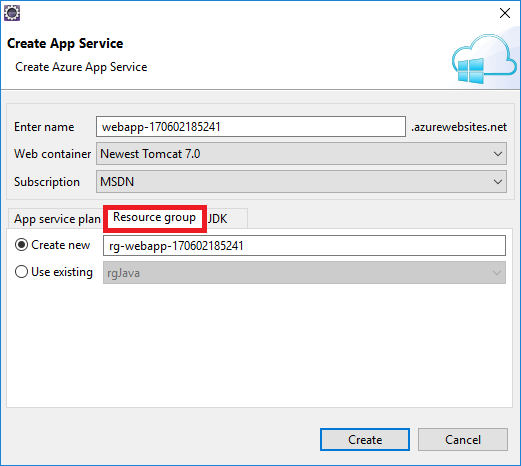 Create App Service
Create Azure App Service
Enter name webapp-170602185241 .azurewebsites.net
Web container Newest Tomcat 7.0
Subscription MSDN
App service plan Resource group JDK
Create new rg-webapp-170602185241
Use existing rgJava
Create Cancel